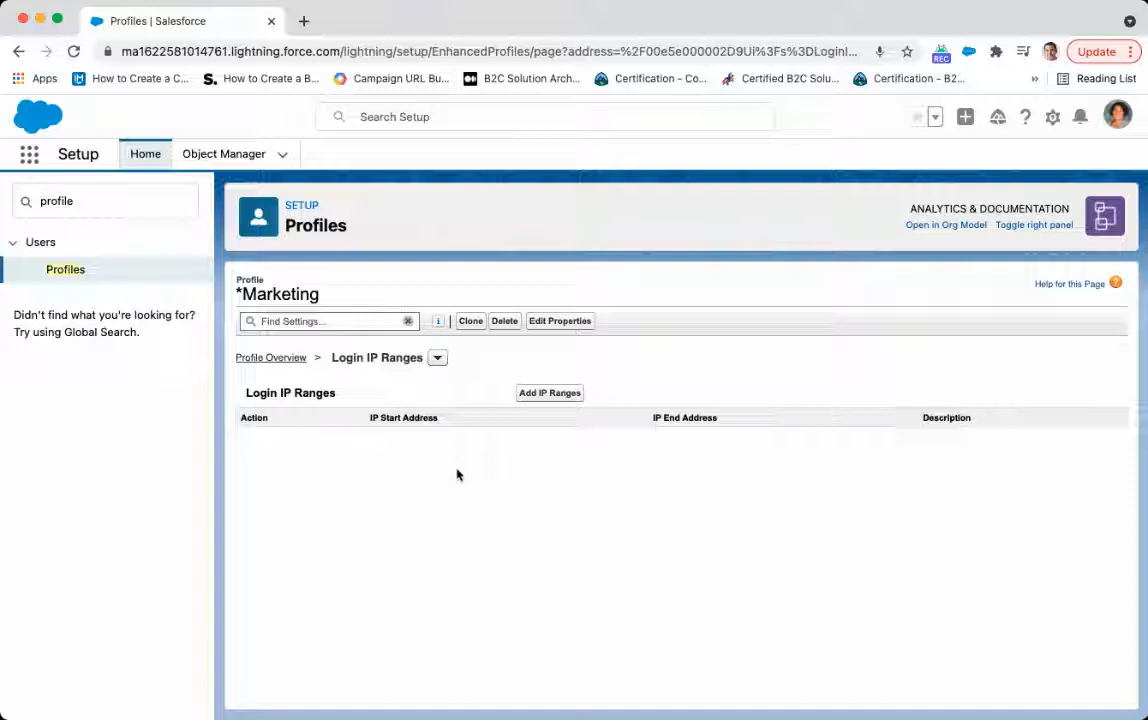 Profiles | Salesforce
ma1622581014761.lightning.force.com/lightning/setup/EnhancedProfiles/page?address=%2F00e5e000002D9Ui%3Fs%3DLoginI...
REC
Update
Apps
How to Create a C...
S. How to Create a B...
Campaign URL Bu...
B2C Solution Arch...
Certification - Co...
Certified B2C Solu...
Certification - B2...
»
Reading List
Search Setup
Setup
Home
Object Manager
profile
Users
Profiles
Didn't find what you're looking for?
Try using Global Search.
SETUP
Profiles
ANALYTICS & DOCUMENTATION
Open in Org Model Toggle right panel
Profile
*Marketing
Help for this Page ?
Find Settings...
i | Clone Delete Edit Properties
Profile Overview > Login IP Ranges
Login IP Ranges
Add IP Ranges
Action IP Start Address IP End Address Description